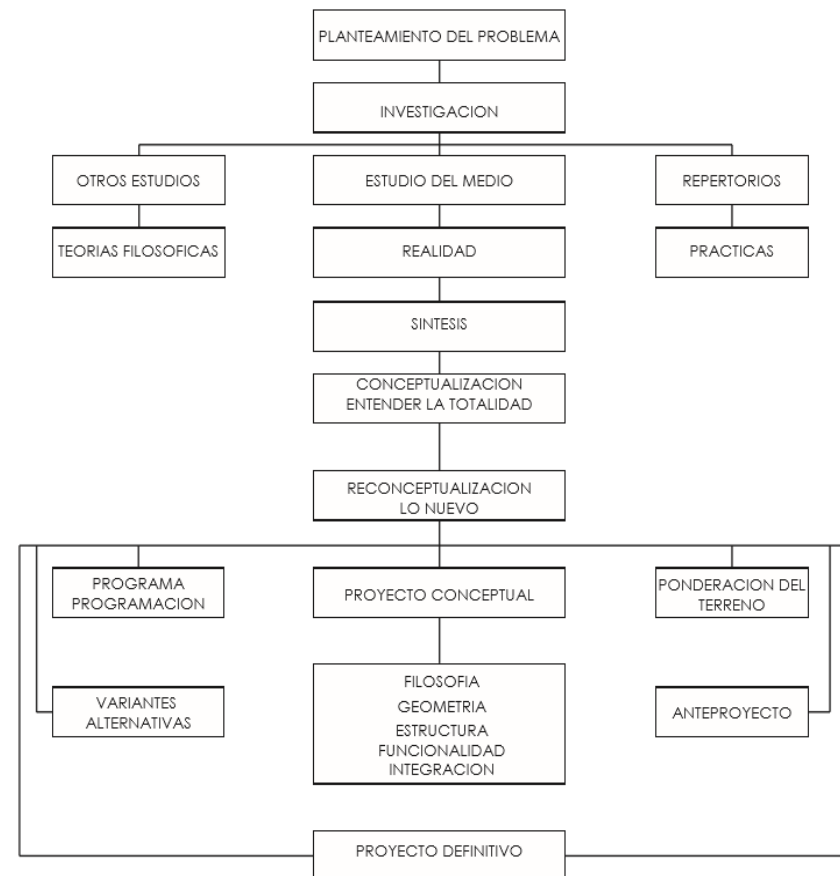 PLANTEAMIENTO DEL PROBLEMA
INVESTIGACION
OTROS ESTUDIOS
ESTUDIO DEL MEDIO
REPERTORIOS
TEORIAS FILOSOFICAS
REALIDAD
PRACTICAS
SINTESIS
CONCEPTUALIZACION
ENTENDER LA TOTALIDAD
RECONCEPTUALIZACION
LO NUEVO
PROGRAMA
PROGRAMACION
PROYECTO CONCEPTUAL
PONDERACION DEL
TERRENO
VARIANTES
ALTERNATIVAS
FILOSOFIA
GEOMETRIA
ESTRUCTURA
FUNCIONALIDAD
INTEGRACION
ANTEPROYECTO
PROYECTO DEFINITIVO